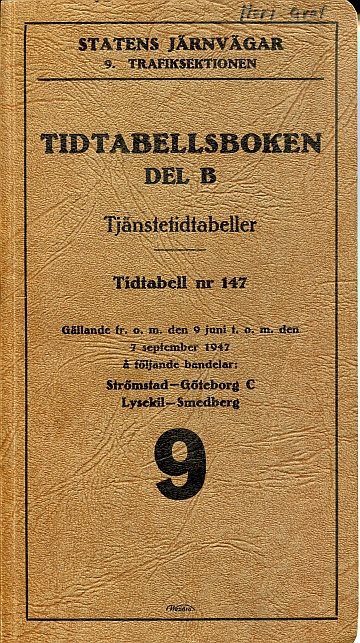 STATENS JÄRNVÄGAR
9. TRAFIKSEKTIONEN
TIDTABELLSBOKEN
DEL B
Tjänstetidtabeller
Tidtabell nr 147
Gällande fr. o. m. den 9 juni t. o. m. den
7 september 1947
å följande bandelar:
Strömstad—Göteborg C
Lysekil—Smedberg
9